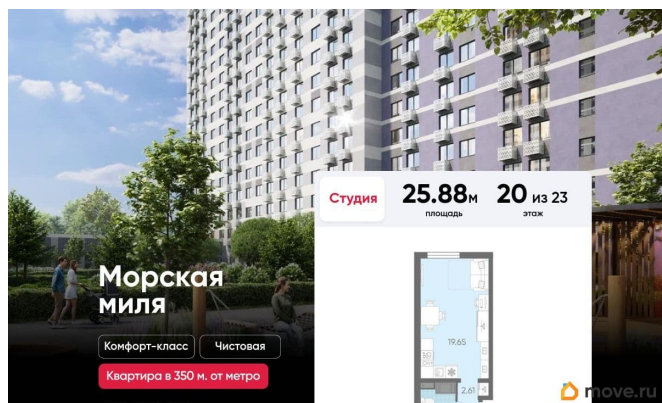 Студия
25.88м
площадь
20 из 23
этаж
Морская
миля
Комфорт-класс
Чистовая
Квартира в 350 м. от метро
19.65
2.61
move.ru